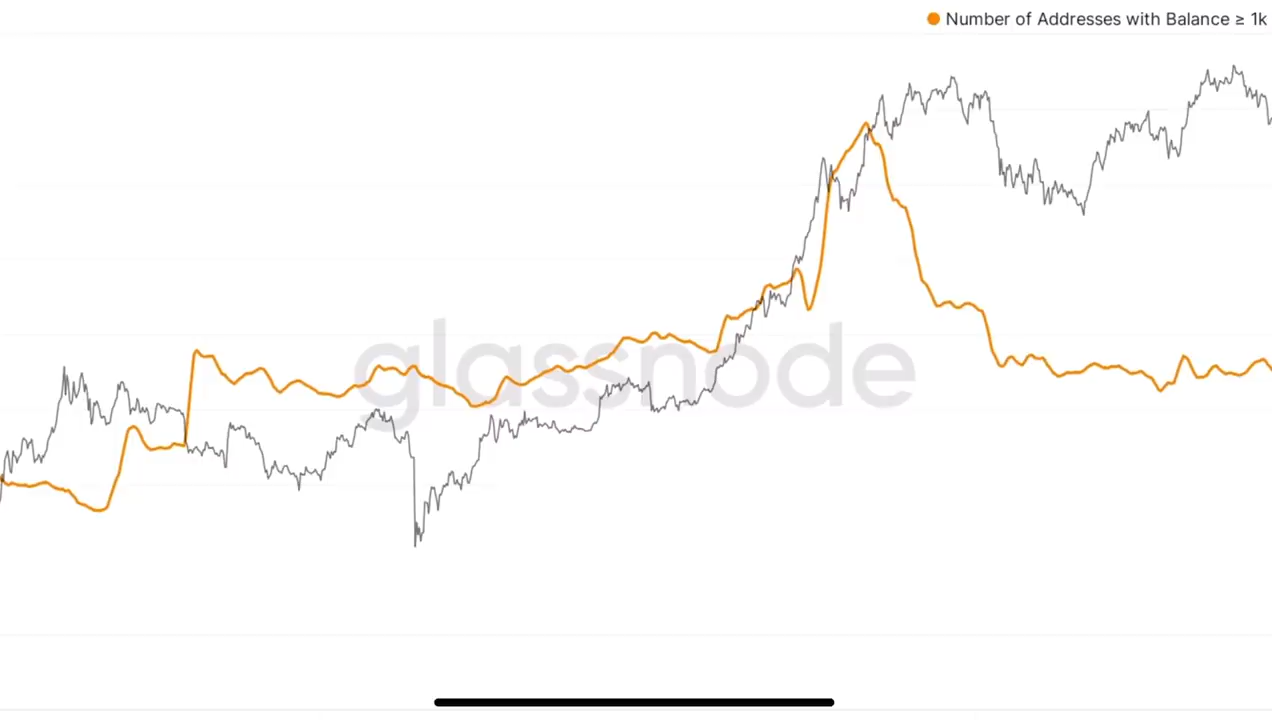 Number of Addresses with Balance ≥ 1k
glassnode